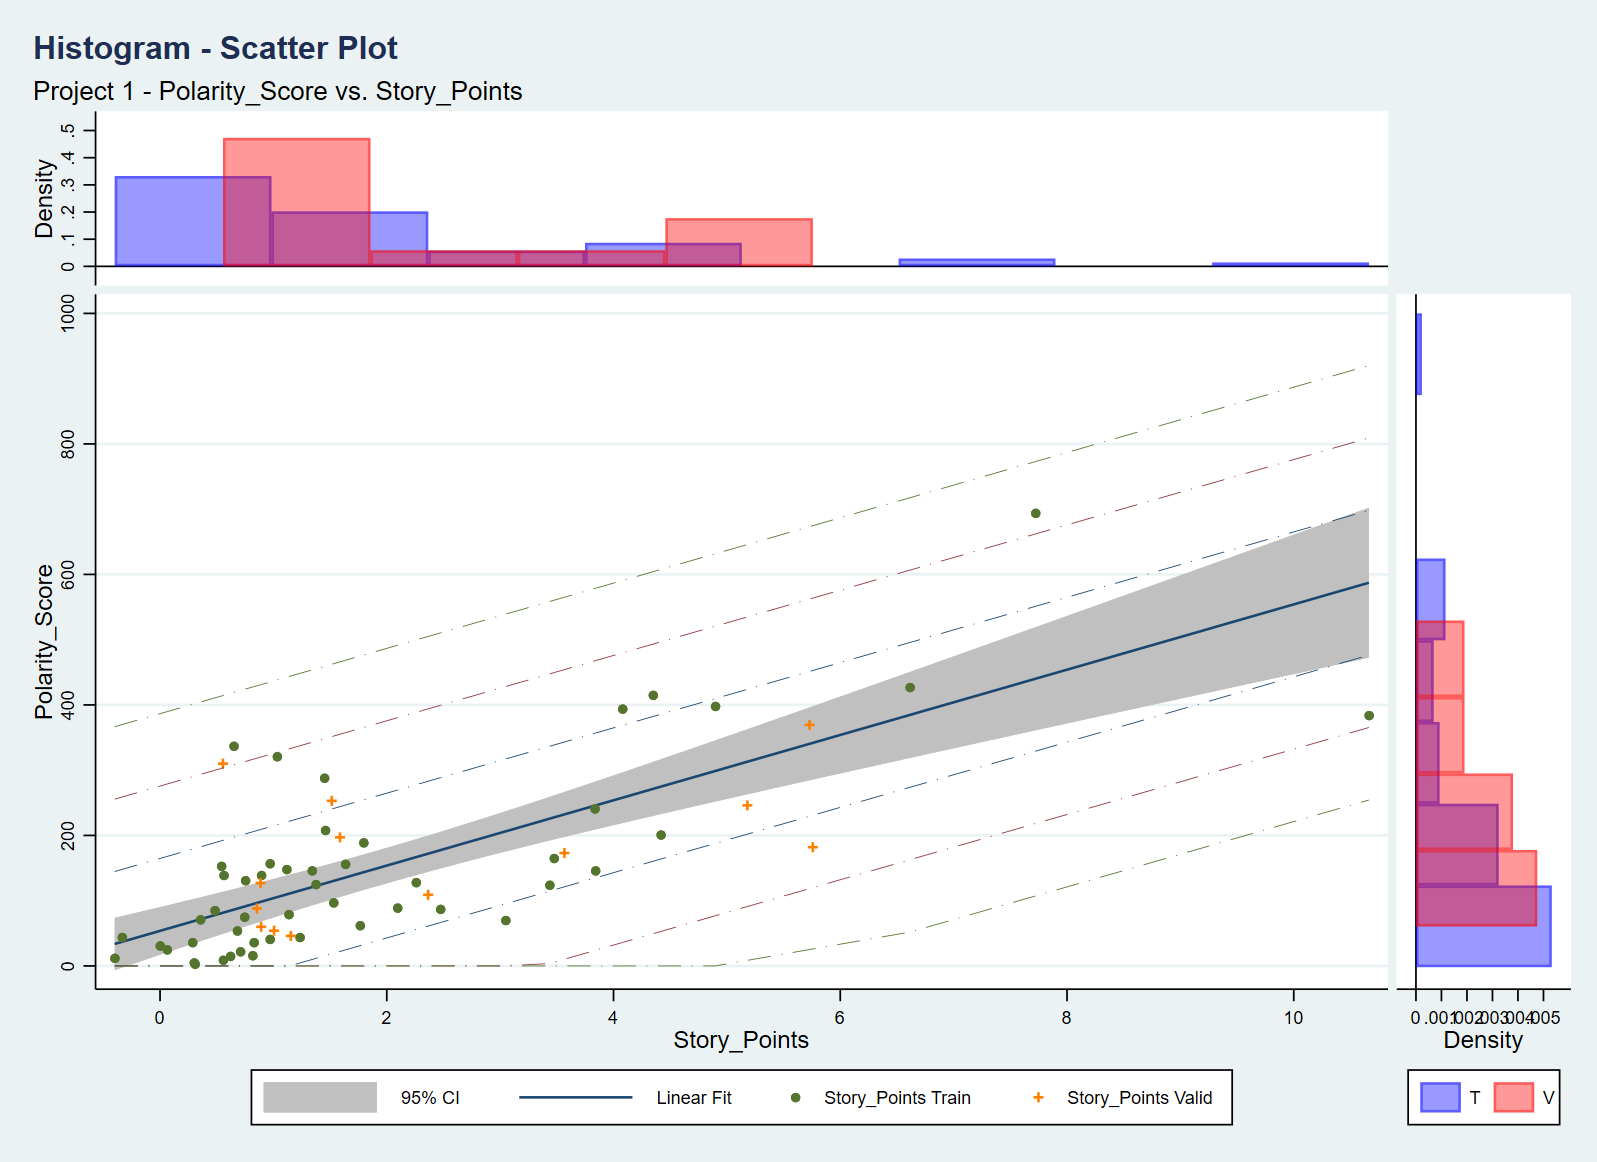 Histogram - Scatter Plot
Project 1 - Polarity_Score vs. Story_Points
Density
0 .1 .2 .3 .4 .5
Polarity_Score
0 200 400 600 800 1000
0 2 4 6 8 10
Story_Points
0 .001 .002 .003 .004 .005
Density
95% CI Linear Fit Story_Points Train Story_Points Valid
T V